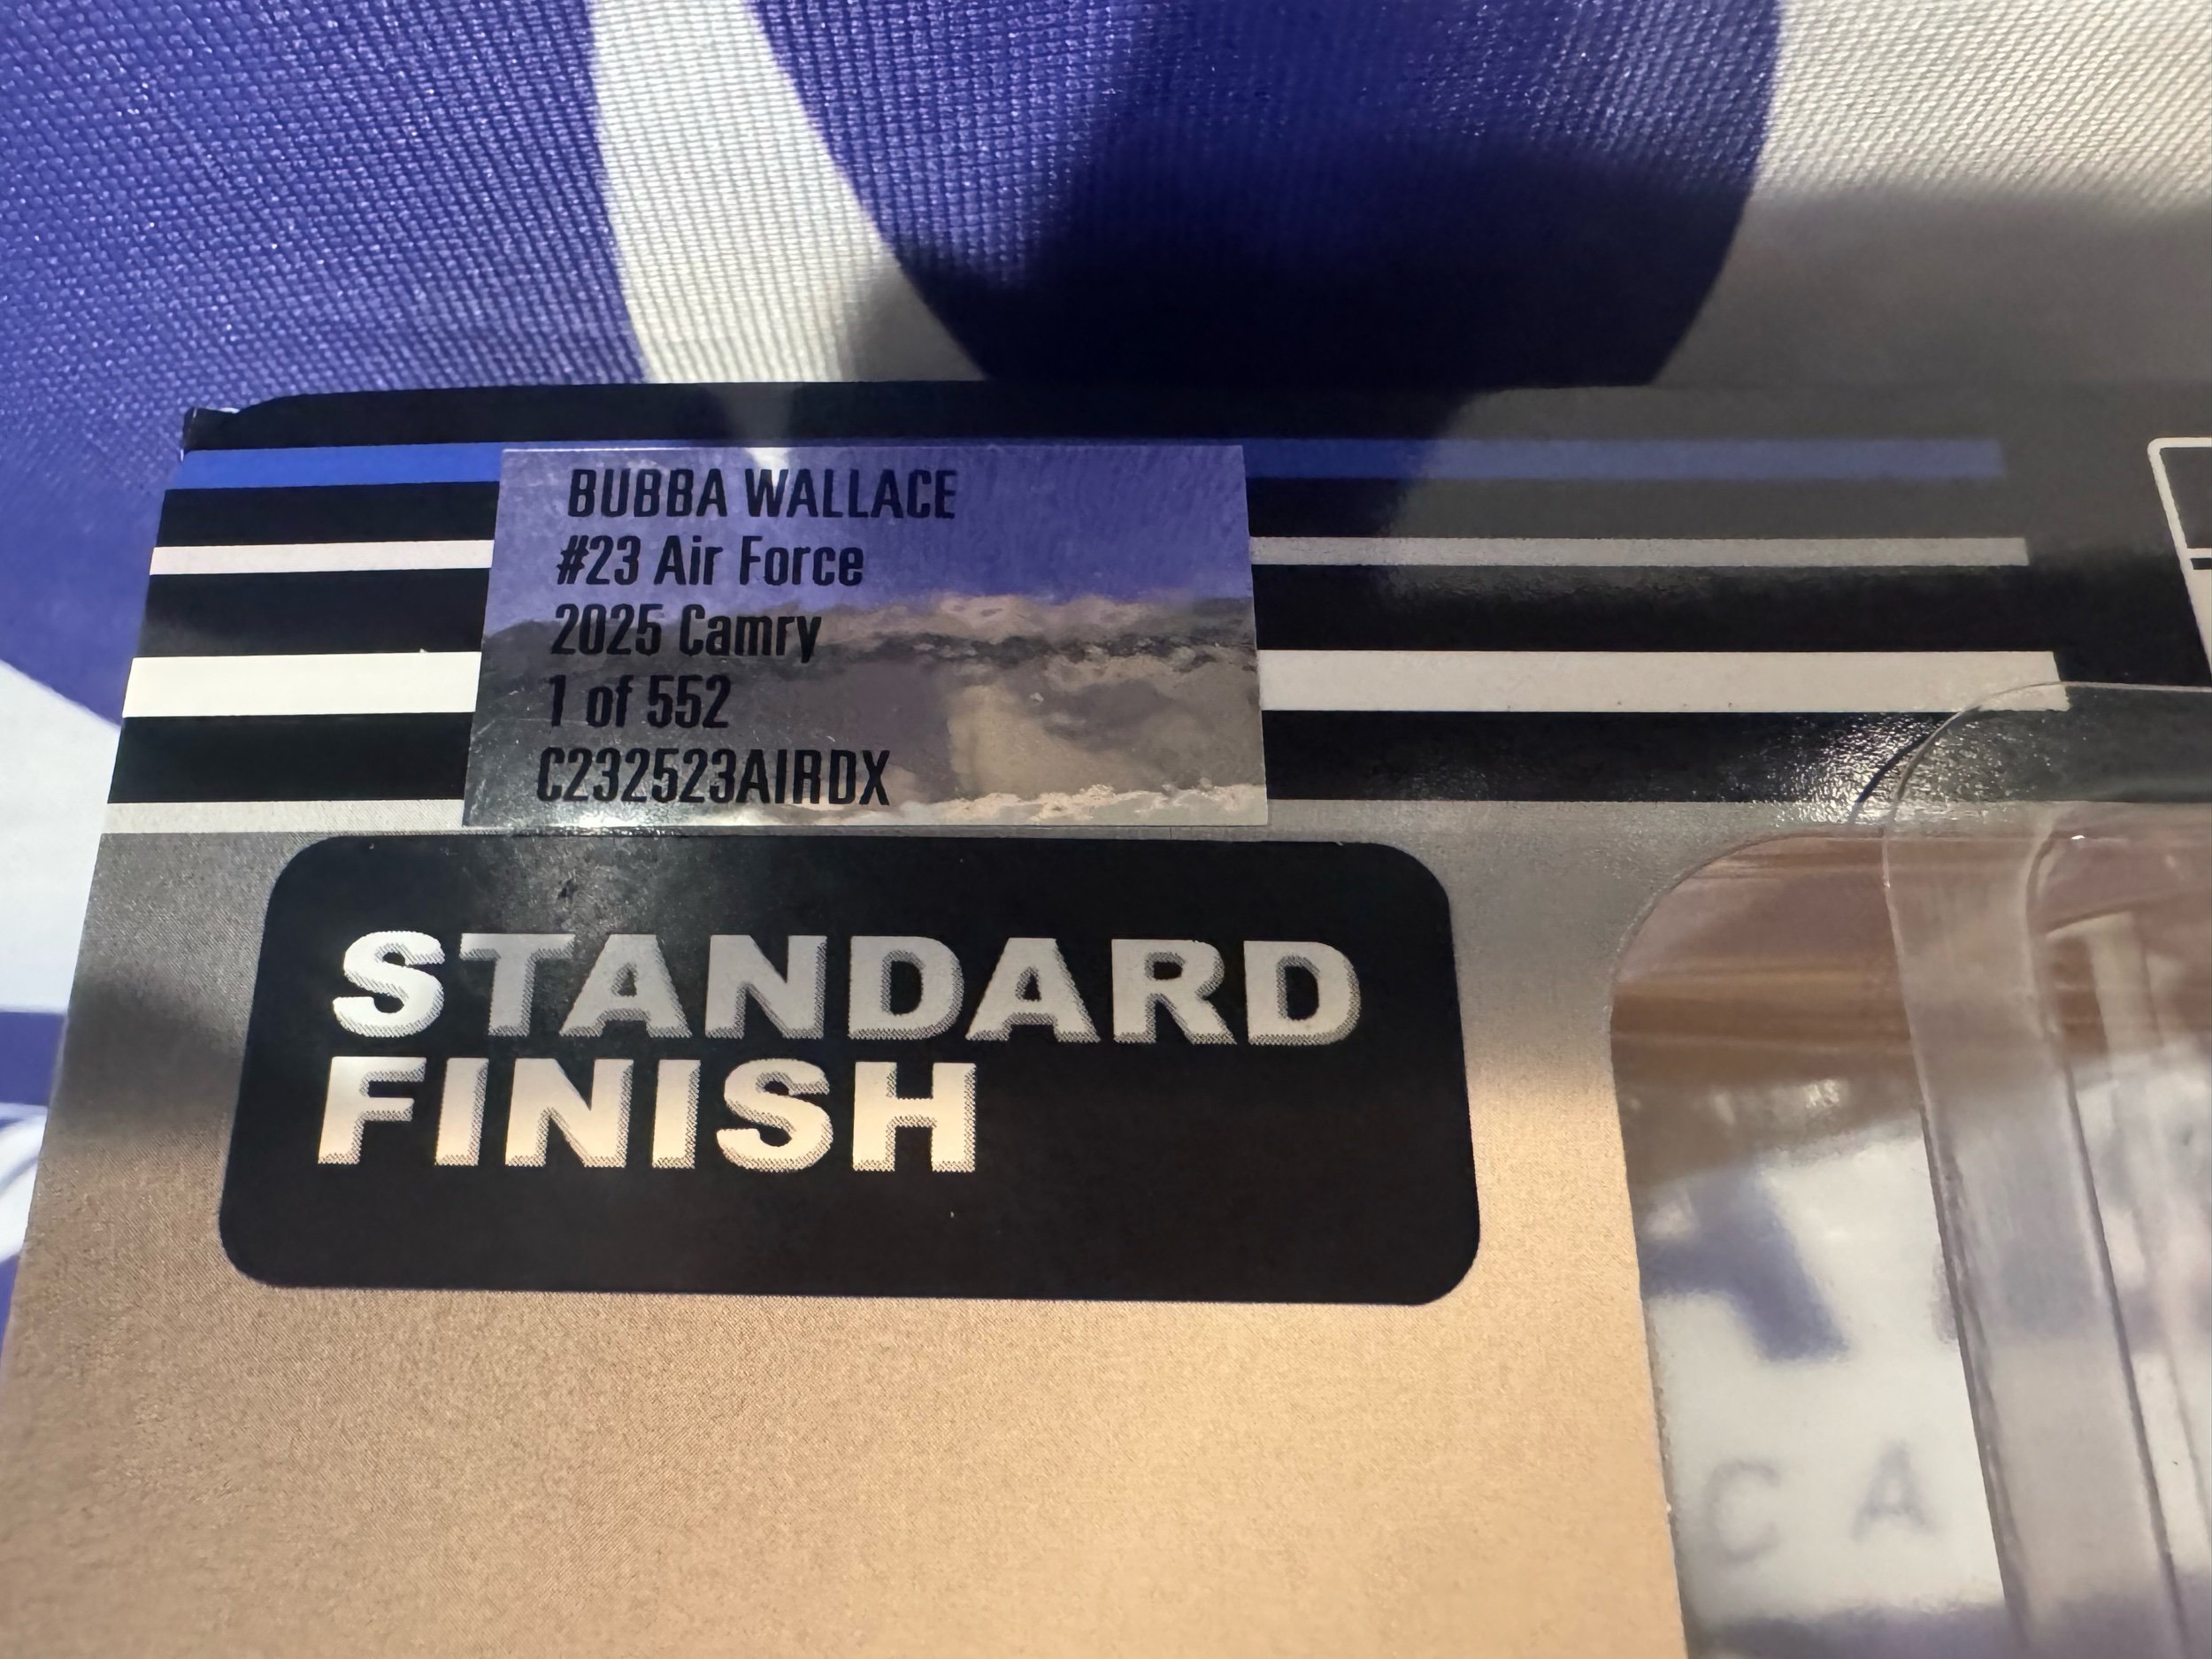 BUBBA WALLACE
#23 Air Force
2025 Camry
1 of 552
C232523AIRDX
STANDARD
FINISH
C A